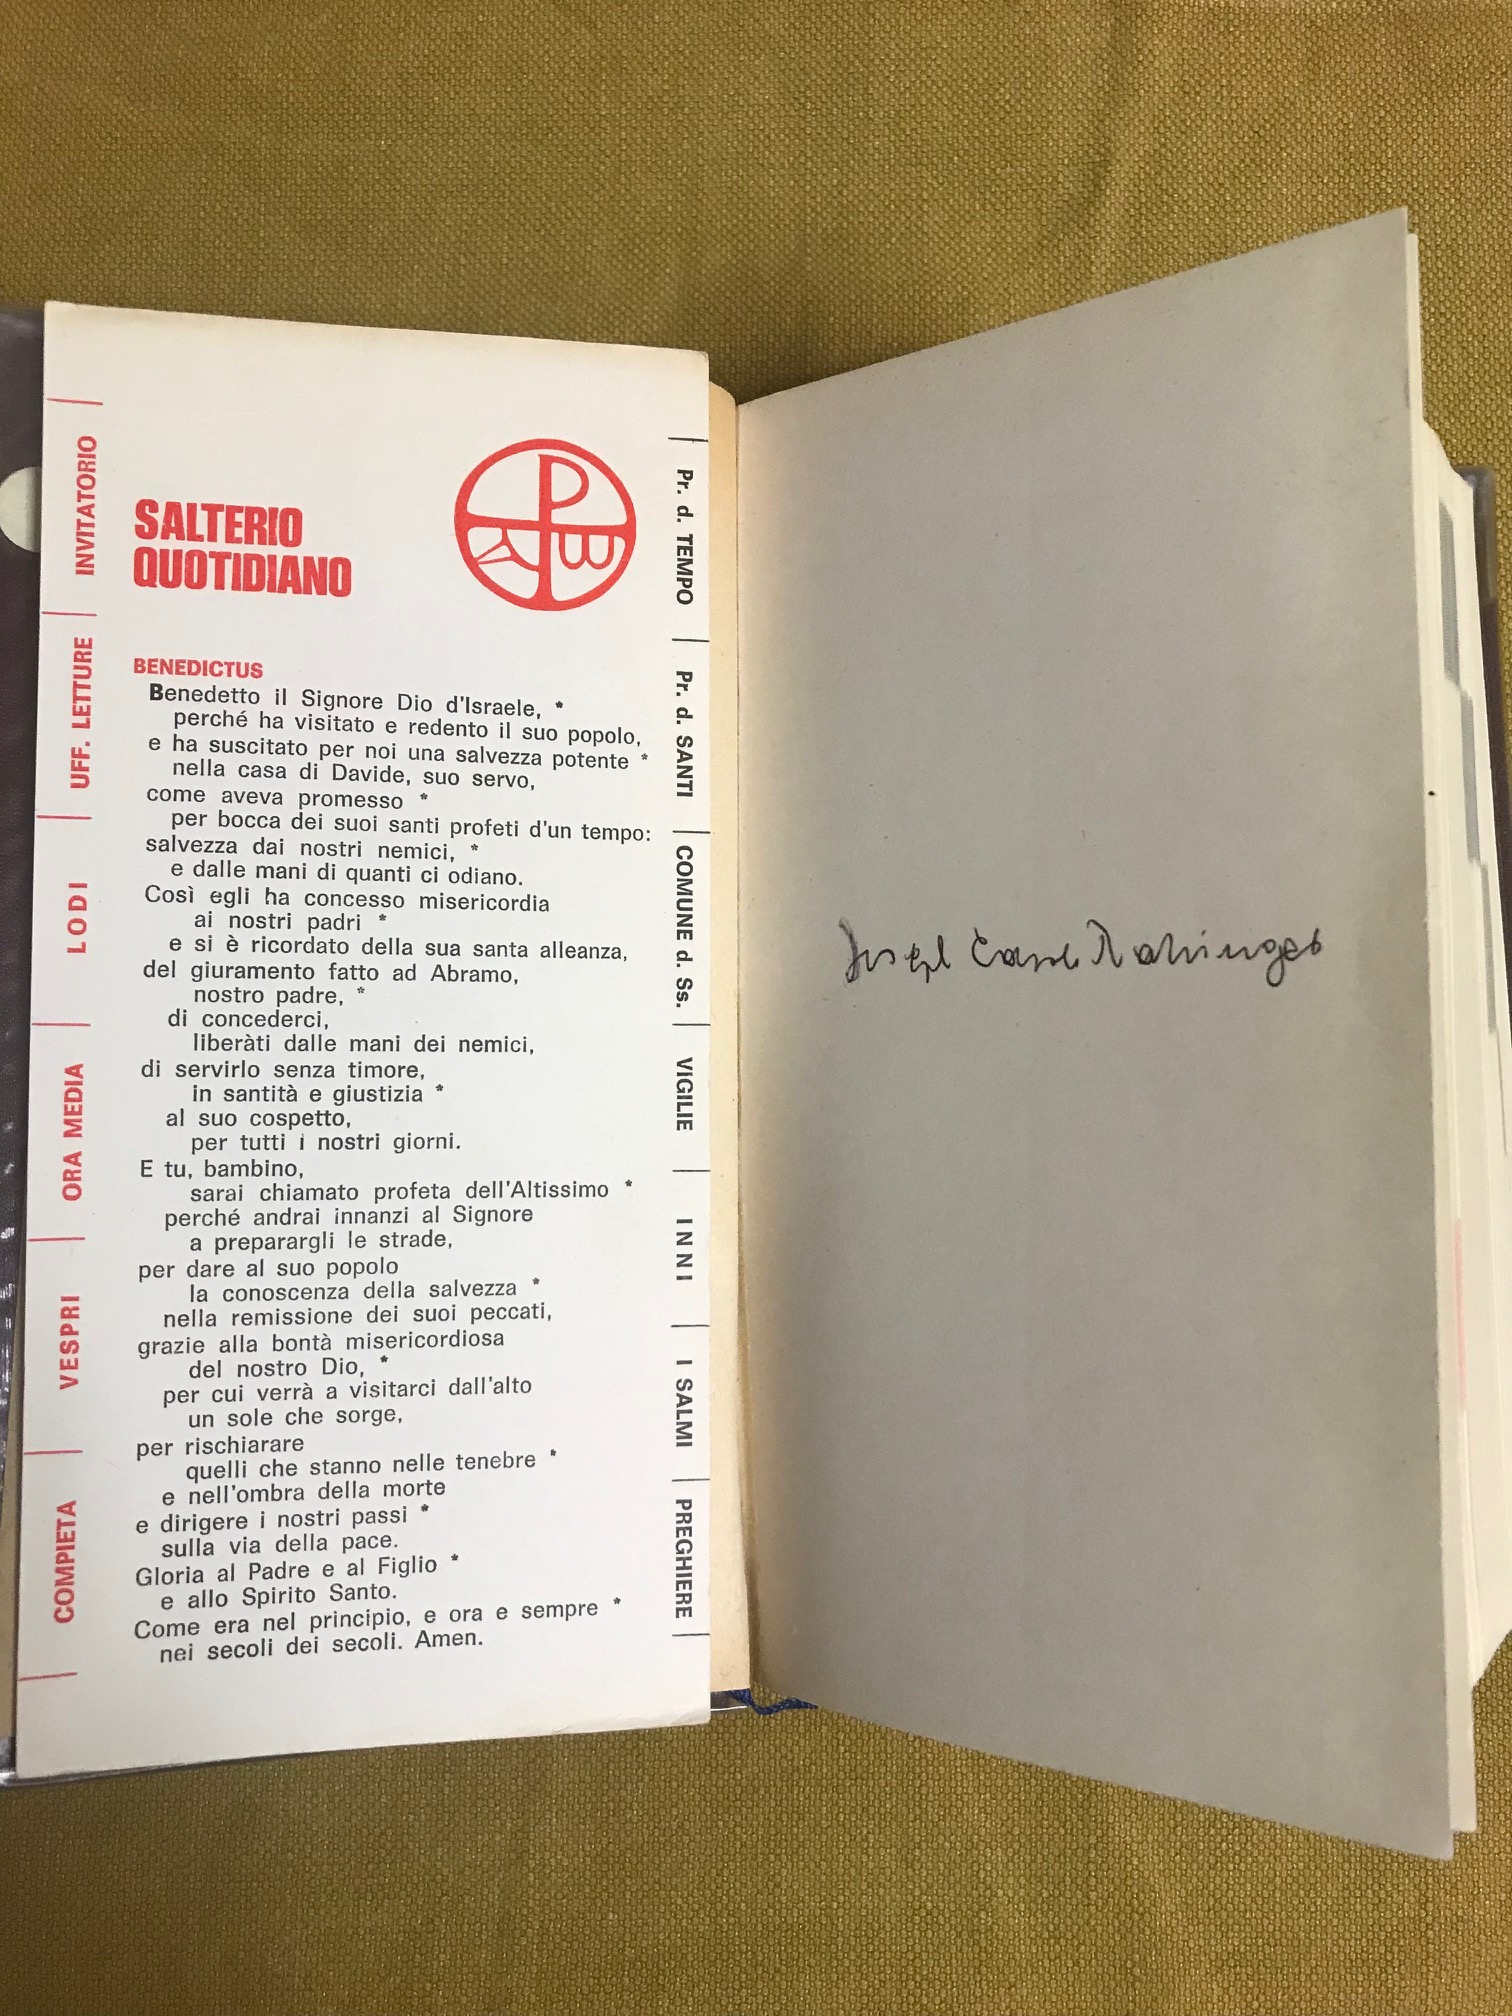 INVITATORIO
UFF. LETTURE
LODI
ORA MEDIA
VESPRI
COMPIETA
SALTERIO
QUOTIDIANO
BENEDICTUS
Benedetto il Signore Dio d'Israele, *
perché ha visitato e redento il suo popolo,
e ha suscitato per noi una salvezza potente *
nella casa di Davide, suo servo,
come aveva promesso *
per bocca dei suoi santi profeti d'un tempo:
salvezza dai nostri nemici, *
e dalle mani di quanti ci odiano.
Così egli ha concesso misericordia
ai nostri padri *
e si è ricordato della sua santa alleanza,
del giuramento fatto ad Abramo,
nostro padre, *
di concederci,
liberàti dalle mani dei nemici,
di servirlo senza timore,
in santità e giustizia *
al suo cospetto,
per tutti i nostri giorni.
E tu, bambino,
sarai chiamato profeta dell'Altissimo *
perché andrai innanzi al Signore
a preparargli le strade,
per dare al suo popolo
la conoscenza della salvezza *
nella remissione dei suoi peccati,
grazie alla bontà misericordiosa
del nostro Dio, *
per cui verrà a visitarci dall'alto
un sole che sorge,
per rischiarare
quelli che stanno nelle tenebre *
e nell'ombra della morte
e dirigere i nostri passi *
sulla via della pace.
Gloria al Padre e al Figlio *
e allo Spirito Santo.
Come era nel principio, e ora e sempre *
nei secoli dei secoli. Amen.
Pr. d. TEMPO
Pr. d. SANTI
COMUNE d. Ss.
VIGILIE
INNI
I SALMI
PREGHIERE
Joseph Card. Ratzinger